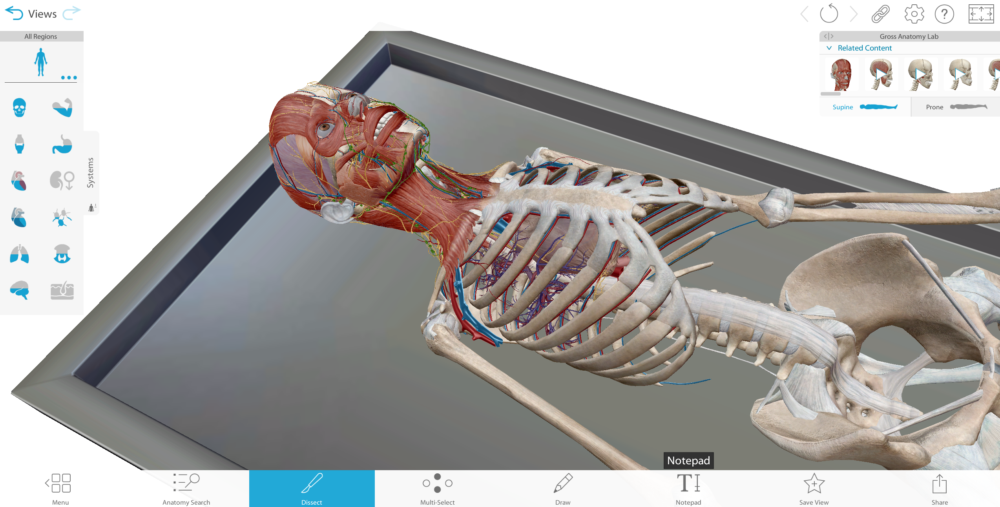 Views
All Regions
Systems
Gross Anatomy Lab
Related Content
Supine
Prone
Notepad
Menu
Anatomy Search
Dissect
Multi-Select
Draw
Notepad
Save View
Share